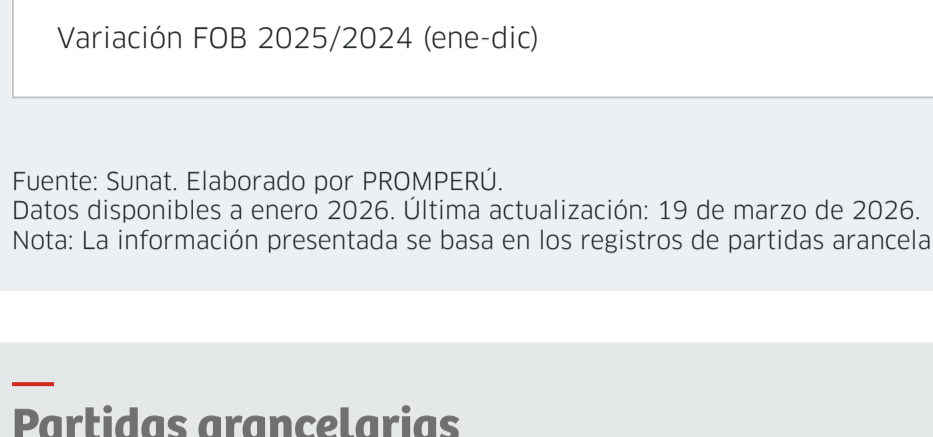 Variación FOB 2025/2024 (ene-dic)
Fuente: Sunat. Elaborado por PROMPERÚ.
Datos disponibles a enero 2026. Última actualización: 19 de marzo de 2026.
Nota: La información presentada se basa en los registros de partidas arancela
Partidas arancelarias